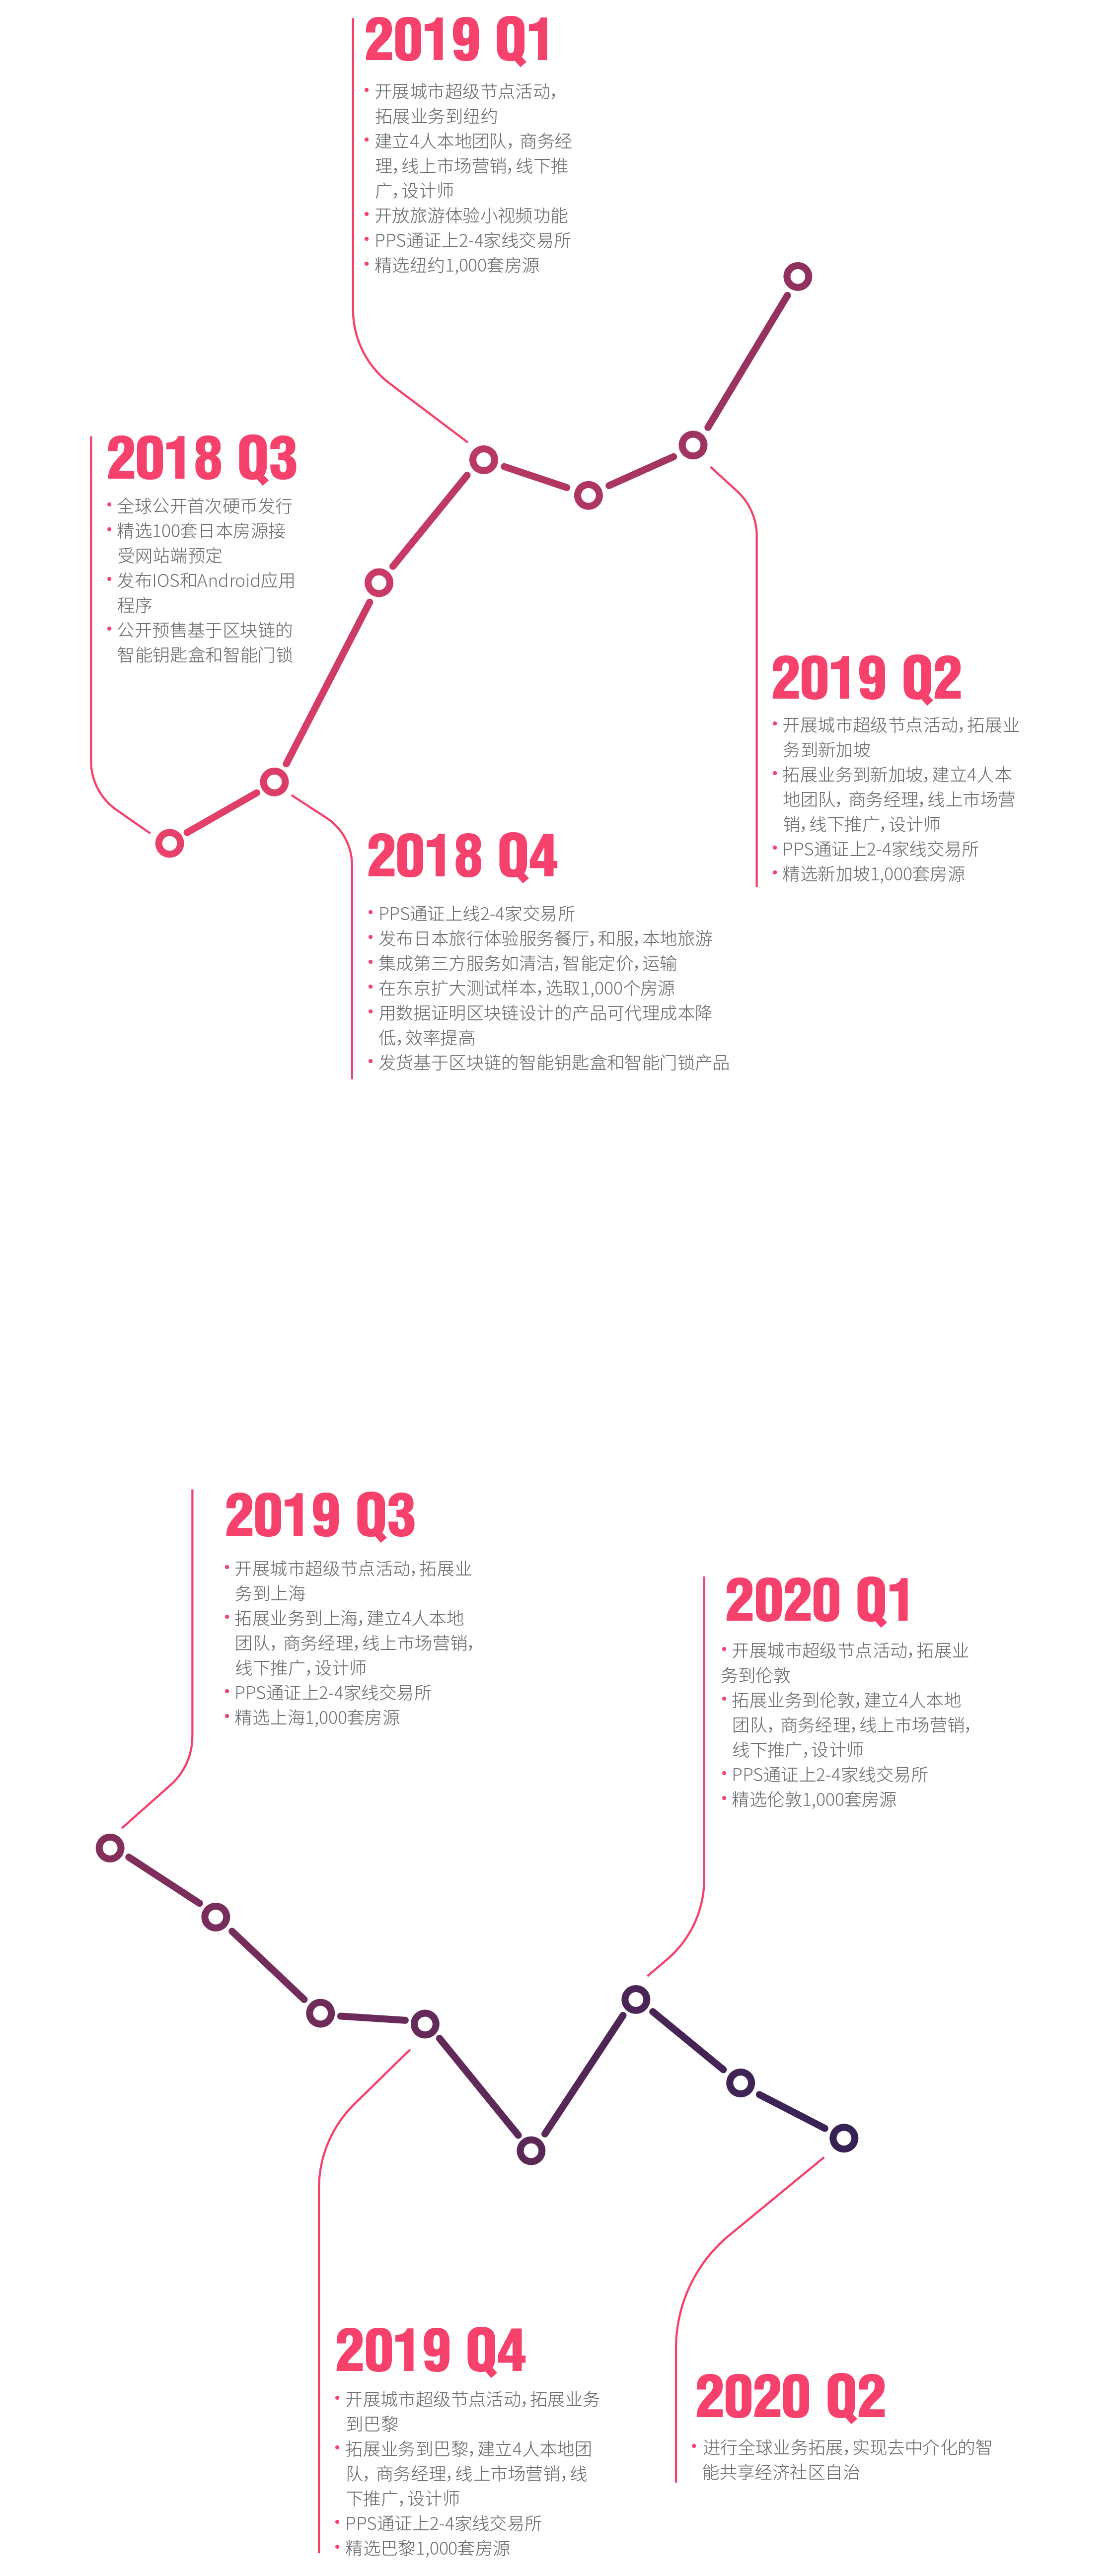 2019 Q1
• 开展城市超级节点活动，
拓展业务到纽约
• 建立4人本地团队，商务经
理，线上市场营销，线下推
广，设计师
• 开放旅游体验小视频功能
• PPS通证上2-4家线交易所
• 精选纽约1,000套房源
2018 Q3
• 全球公开首次硬币发行
• 精选100套日本房源接
受网站端预定
• 发布IOS和Android应用
程序
• 公开预售基于区块链的
智能钥匙盒和智能门锁
2019 Q2
• 开展城市超级节点活动，拓展业
务到新加坡
• 拓展业务到新加坡，建立4人本
地团队，商务经理，线上市场营
销，线下推广，设计师
• PPS通证上2-4家线交易所
• 精选新加坡1,000套房源
2018 Q4
• PPS通证上线2-4家交易所
• 发布日本旅行体验服务餐厅，和服，本地旅游
• 集成第三方服务如清洁，智能定价，运输
• 在东京扩大测试样本，选取1,000个房源
• 用数据证明区块链设计的产品可代理成本降
低，效率提高
• 发货基于区块链的智能钥匙盒和智能门锁产品
2019 Q3
• 开展城市超级节点活动，拓展业
务到上海
• 拓展业务到上海，建立4人本地
团队，商务经理，线上市场营销，
线下推广，设计师
• PPS通证上2-4家线交易所
• 精选上海1,000套房源
2020 Q1
• 开展城市超级节点活动，拓展业
务到伦敦
• 拓展业务到伦敦，建立4人本地
团队，商务经理，线上市场营销，
线下推广，设计师
• PPS通证上2-4家线交易所
• 精选伦敦1,000套房源
2019 Q4
• 开展城市超级节点活动，拓展业务
到巴黎
• 拓展业务到巴黎，建立4人本地团
队，商务经理，线上市场营销，线
下推广，设计师
• PPS通证上2-4家线交易所
• 精选巴黎1,000套房源
2020 Q2
• 进行全球业务拓展，实现去中介化的智
能共享经济社区自治